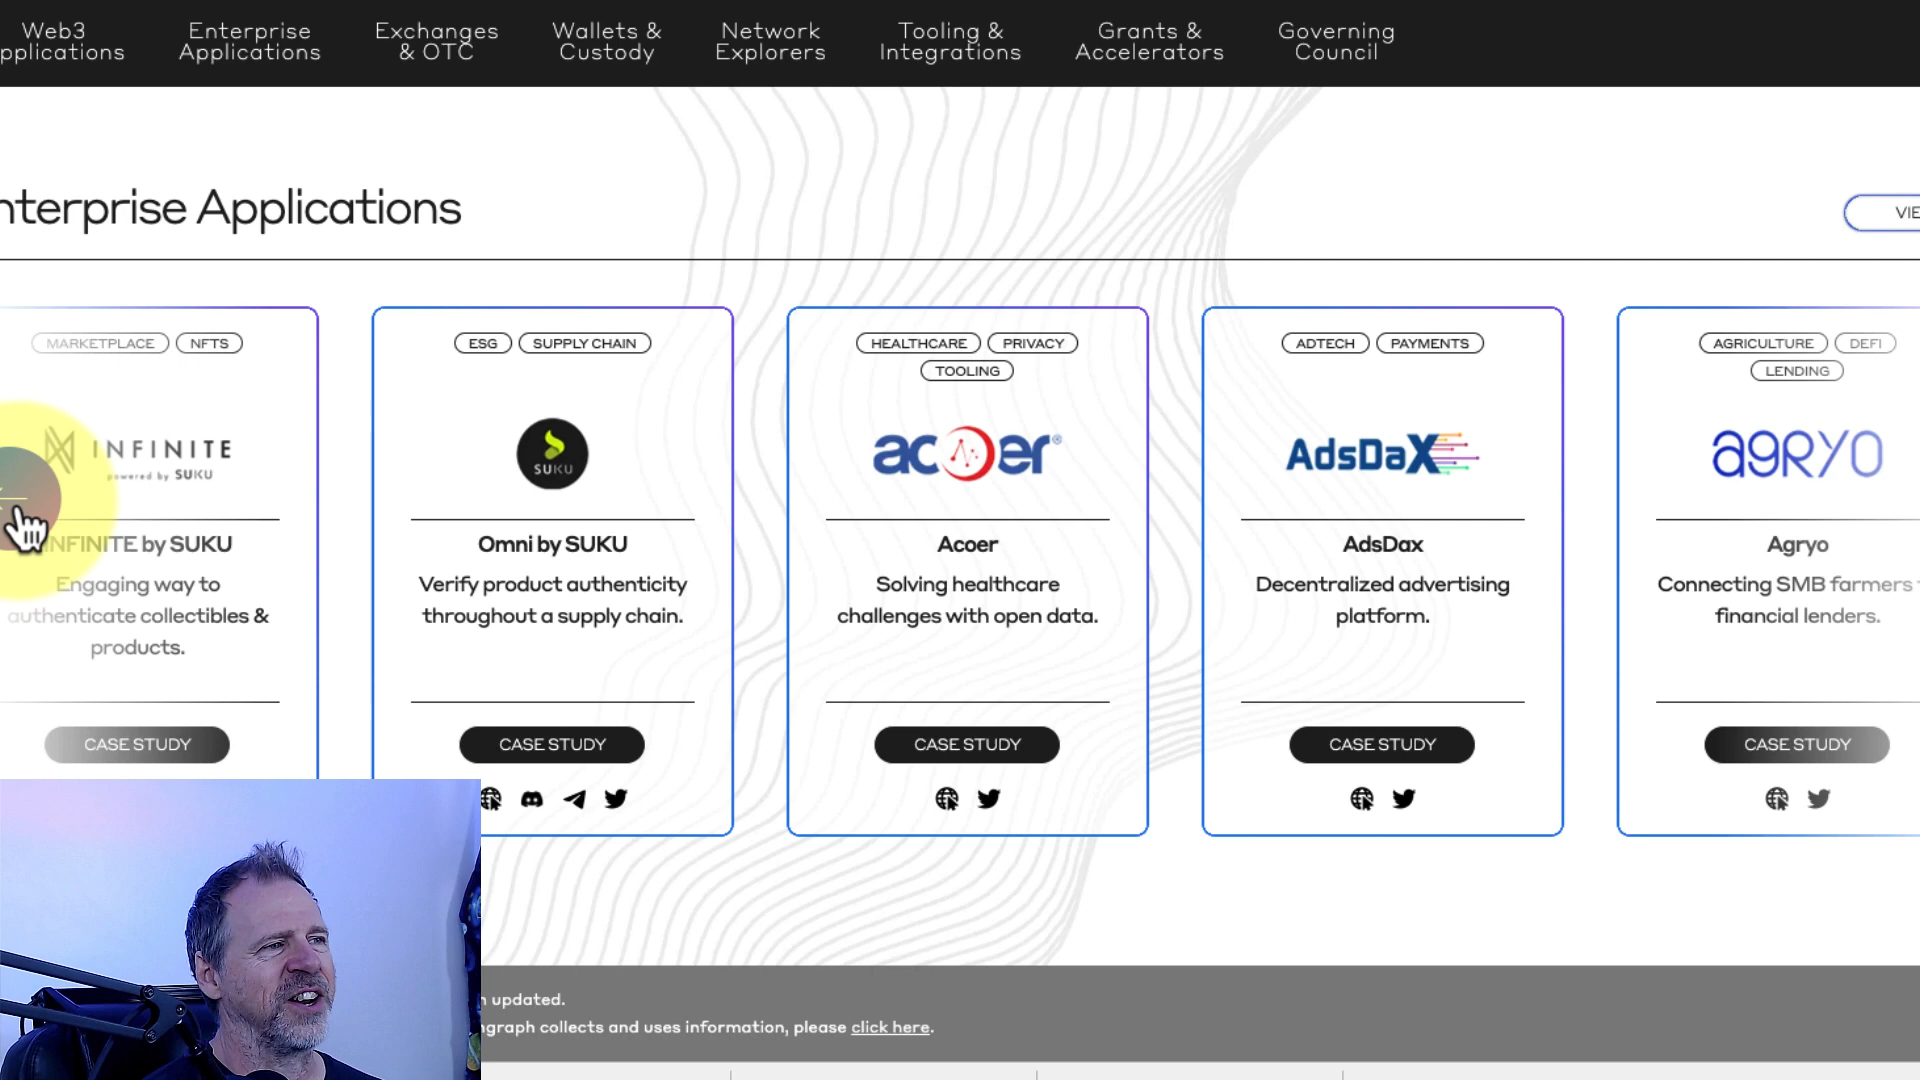 Web3
pplications
Enterprise
Applications
Exchanges
& OTC
Wallets &
Custody
Network
Explorers
Tooling &
Integrations
Grants &
Accelerators
Governing
Council
nterprise Applications
VIE
MARKETPLACE NFTS
INFINITE
powered by SUKU
INFINITE by SUKU
Engaging way to
authenticate collectibles &
products.
CASE STUDY
ESG SUPPLY CHAIN
SUKU
Omni by SUKU
Verify product authenticity
throughout a supply chain.
CASE STUDY
HEALTHCARE PRIVACY
TOOLING
acoer®
Acoer
Solving healthcare
challenges with open data.
CASE STUDY
ADTECH PAYMENTS
AdsDaX
AdsDax
Decentralized advertising
platform.
CASE STUDY
AGRICULTURE DEFI
LENDING
agryo
Agryo
Connecting SMB farmers
financial lenders.
CASE STUDY
n updated.
ngraph collects and uses information, please click here.